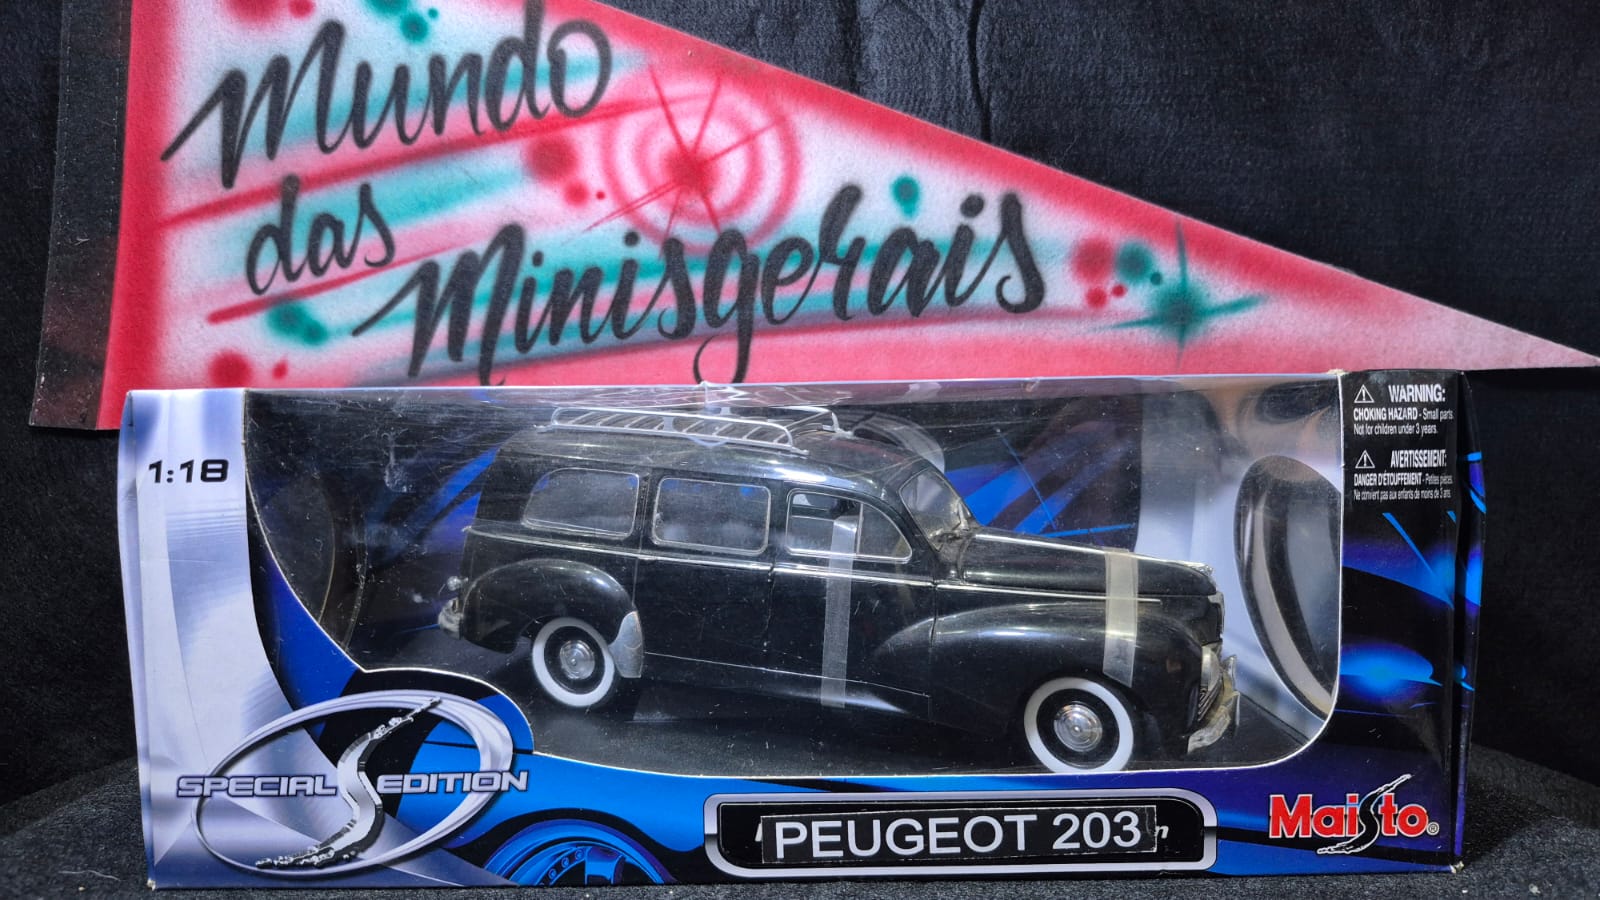 Mundo
das
Minisgerais
1:18
WARNING:
CHOKING HAZARD - Small parts
Not for children under 3 years.
AVERTISSEMENT:
DANGER D'ÉTOUFFEMENT - Petites pièces
Ne convient pas aux enfants de moins de 3 ans.
SPECIAL EDITION
PEUGEOT 203
Maisto®